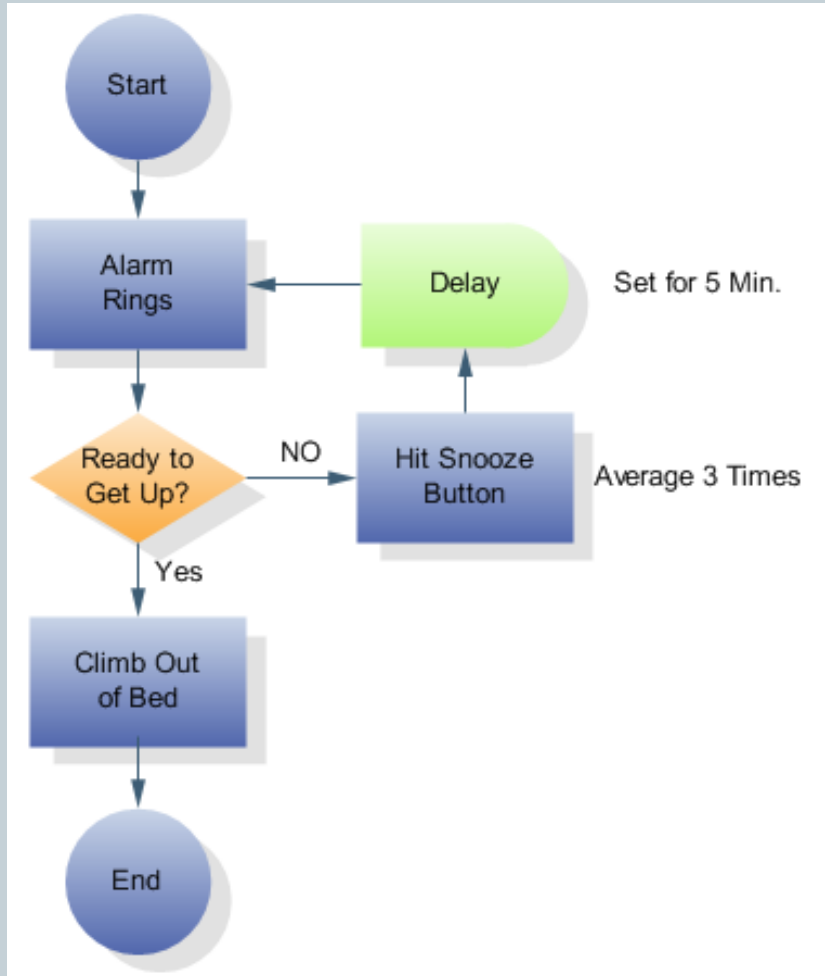 Start
Alarm
Rings
Delay
Set for 5 Min.
Ready to
Get Up?
NO
Hit Snooze
Button
Average 3 Times
Yes
Climb Out
of Bed
End